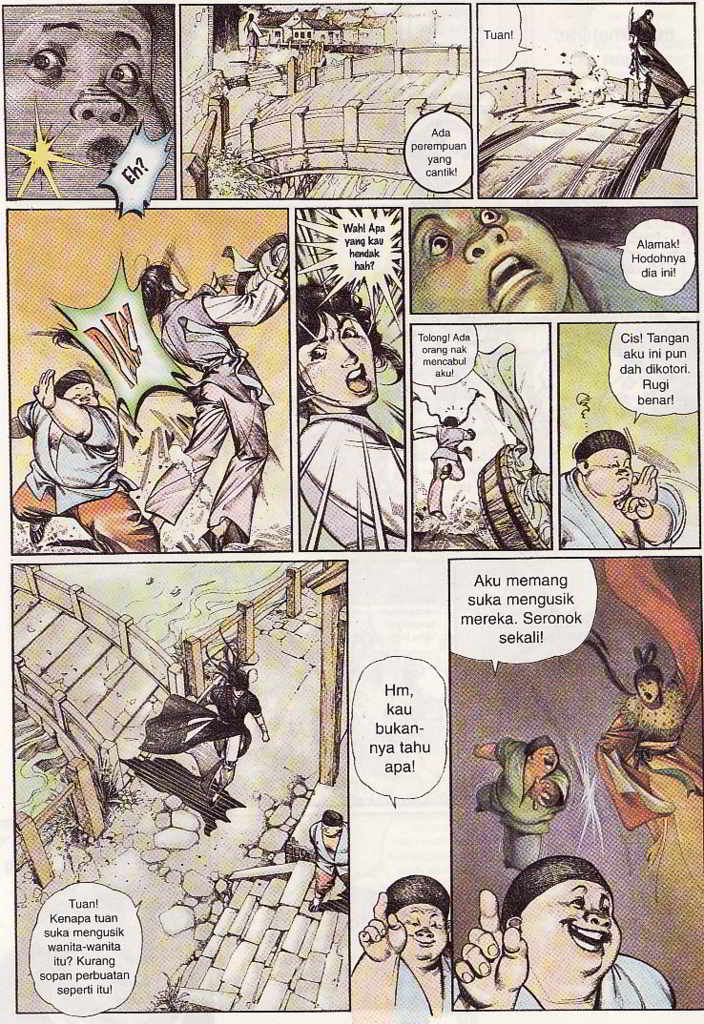 Eh?
Ada
perempuan
yang
cantik!
Tuan!
Wah! Apa
yang kau
hendak
hah?
Alamak!
Hodohnya
dia ini!
Tolong! Ada
orang nak
mencabul
aku!
Cis! Tangan
aku ini pun
dah dikotori.
Rugi
benar!
Tuan!
Kenapa tuan
suka mengusik
wanita-wanita
itu? Kurang
sopan perbuatan
seperti itu!
Hm,
kau
bukan-
nya tahu
apa!
Aku memang
suka mengusik
mereka. Seronok
sekali!